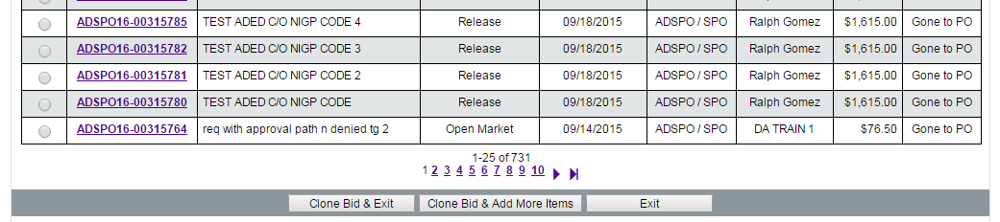 ADSPO16-00315785 TEST ADED C/O NIGP CODE 4 Release 09/18/2015 ADSPO / SPO Ralph Gomez $1,615.00 Gone to PO
ADSPO16-00315782 TEST ADED C/O NIGP CODE 3 Release 09/18/2015 ADSPO / SPO Ralph Gomez $1,615.00 Gone to PO
ADSPO16-00315781 TEST ADED C/O NIGP CODE 2 Release 09/18/2015 ADSPO / SPO Ralph Gomez $1,615.00 Gone to PO
ADSPO16-00315780 TEST ADED C/O NIGP CODE Release 09/18/2015 ADSPO / SPO Ralph Gomez $1,615.00 Gone to PO
ADSPO16-00315764 req with approval path n denied tg 2 Open Market 09/14/2015 ADSPO / SPO DA TRAIN 1 $76.50 Gone to PO
1-25 of 731
1 2 3 4 5 6 7 8 9 10
Clone Bid & Exit Clone Bid & Add More Items Exit